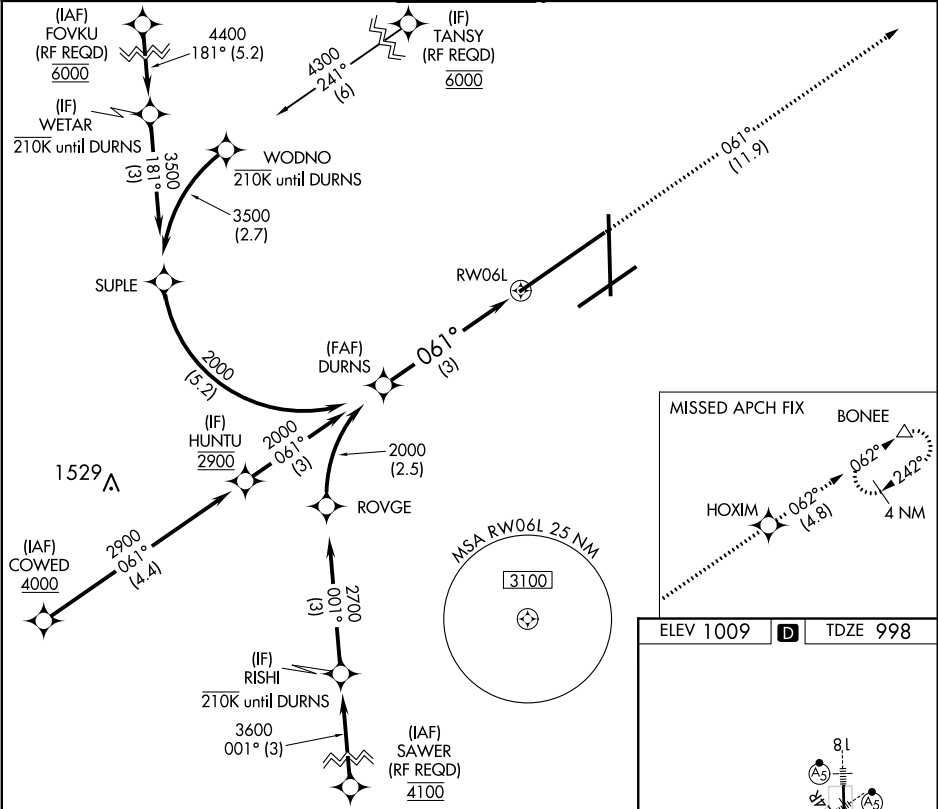 (IAF)
FOVKU
(RF REQD)
6000
4400
181° (5.2)
(IF)
TANSY
(RF REQD)
6000
4300
241°
(6)
(IF)
WETAR
210K until DURNS
3500
181°
(3)
WODNO
210K until DURNS
3500
(2.7)
061°
(11.9)
SUPLE
RW06L
2000
(5.2)
(FAF)
DURNS
061°
(3)
(IF)
HUNTU
2900
2000
061°
(3)
2000
(2.5)
ROVGE
1529
(IAF)
COWED
4000
2900
061°
(4.4)
2700
001°
(3)
(IF)
RISHI
210K until DURNS
3600
001° (3)
(IAF)
SAWER
(RF REQD)
4100
MSA RW06L 25 NM
3100
MISSED APCH FIX
BONEE
062°
242°
4 NM
HOXIM
062°
(4.8)
ELEV 1009 D TDZE 998
18
A5
A5